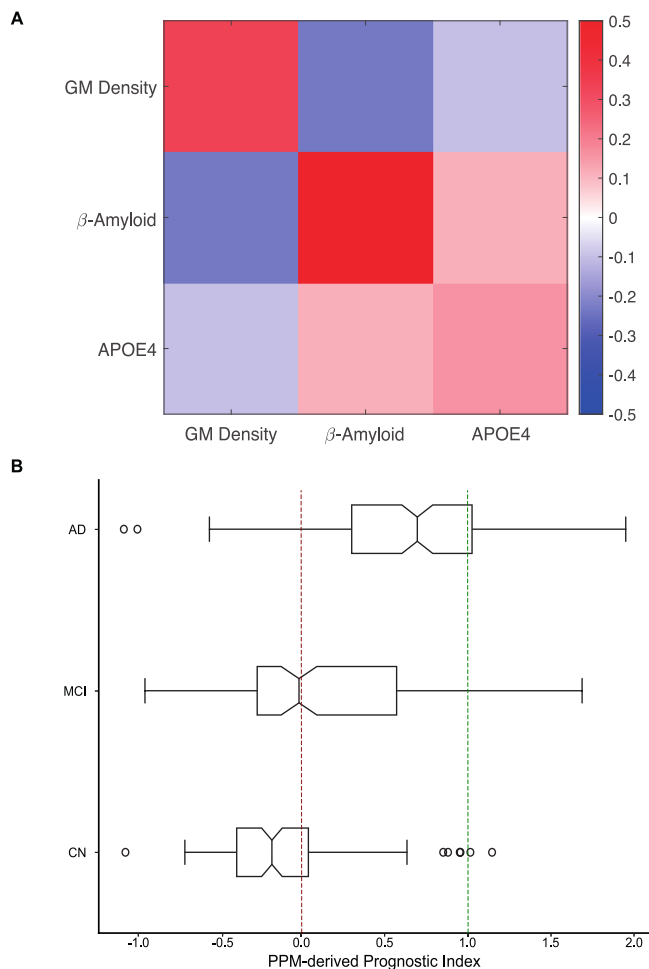 A
GM Density
β-Amyloid
APOE4
GM Density
β-Amyloid
APOE4
0.5
0.4
0.3
0.2
0.1
0
-0.1
-0.2
-0.3
-0.4
-0.5
B
AD
MCI
CN
-1.0
-0.5
0.0
0.5
1.0
1.5
2.0
PPM-derived Prognostic Index